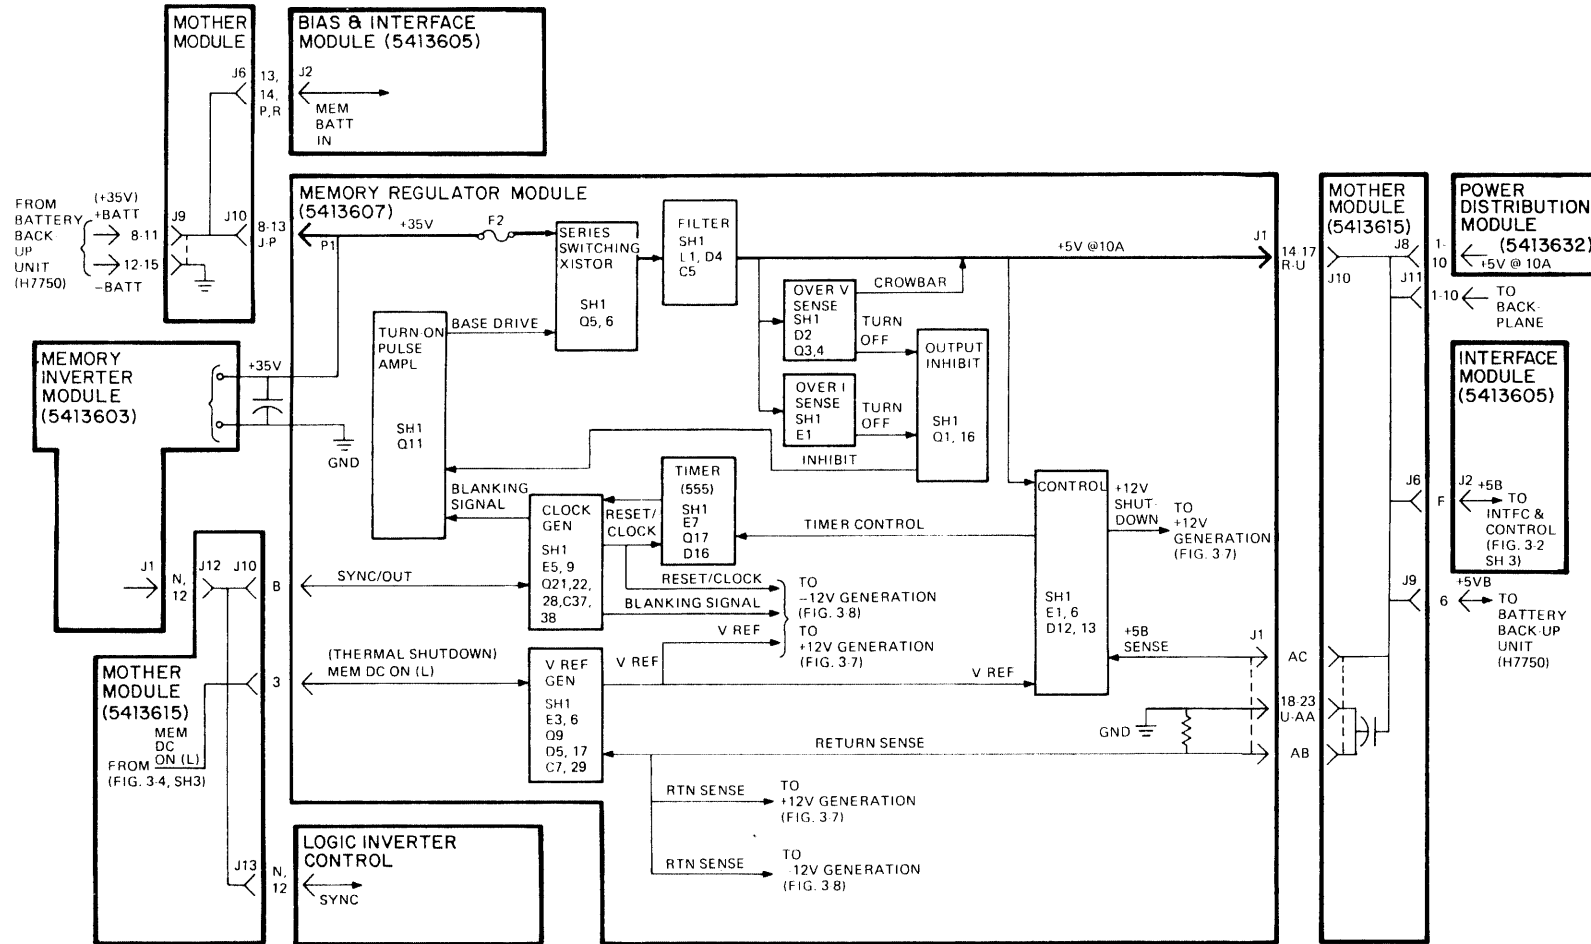 MOTHER
MODULE
BIAS & INTERFACE
MODULE (5413605)
J6
13,
14,
P,R
J2
MEM
BATT
IN
FROM
BATTERY
BACK-
UP
UNIT
(H7750)
(+35V)
+BATT
8-11
12-15
-BATT
J9
J10
8-13
J-P
MEMORY REGULATOR MODULE
(5413607)
P1
+35V
F2
SERIES
SWITCHING
XISTOR
SH1
Q5, 6
FILTER
SH1
L1, D4
C5
+5V @10A
J1
14 17
R-U
MOTHER
MODULE
(5413615)
J10
J8
1-
10
J11
1-10
POWER
DISTRIBUTION
MODULE
(5413632)
+5V @ 10A
TO
BACK-
PLANE
OVER V
SENSE
SH1
D2
Q3,4
CROWBAR
TURN
OFF
OUTPUT
INHIBIT
SH1
Q1, 16
OVER I
SENSE
SH1
E1
TURN
OFF
INHIBIT
TURN-ON
PULSE
AMPL
SH1
Q11
BASE DRIVE
MEMORY
INVERTER
MODULE
(5413603)
+35V
GND
INTERFACE
MODULE
(5413605)
J6
F
J2
+5B
TO
INTFC &
CONTROL
(FIG. 3-2
SH 3)
BLANKING
SIGNAL
CLOCK
GEN
SH1
E5, 9
Q21,22,
28,C37,
38
RESET/
CLOCK
TIMER
(555)
SH1
E7
Q17
D16
TIMER CONTROL
CONTROL
SH1
E1, 6
D12, 13
+12V
SHUT-
DOWN
TO
+12V
GENERATION
(FIG. 3 7)
J1
N,
12
J12
J10
B
SYNC/OUT
RESET/CLOCK
BLANKING SIGNAL
TO
-12V GENERATION
(FIG. 3-8)
V REF
TO
+12V GENERATION
(FIG. 3-7)
J9
6
+5VB
TO
BATTERY
BACK-UP
UNIT
(H7750)
MOTHER
MODULE
(5413615)
3
(THERMAL SHUTDOWN)
MEM DC ON (L)
V REF
GEN
SH1
E3, 6
Q9
D5, 17
C7, 29
V REF
V REF
+5B
SENSE
J1
AC
18-23
U-AA
AB
GND
RETURN SENSE
MEM
DC
ON (L)
FROM
(FIG. 3-4, SH3)
RTN SENSE
TO
+12V GENERATION
(FIG. 3-7)
RTN SENSE
TO
-12V GENERATION
(FIG. 3 8)
J13
N,
12
LOGIC INVERTER
CONTROL
SYNC